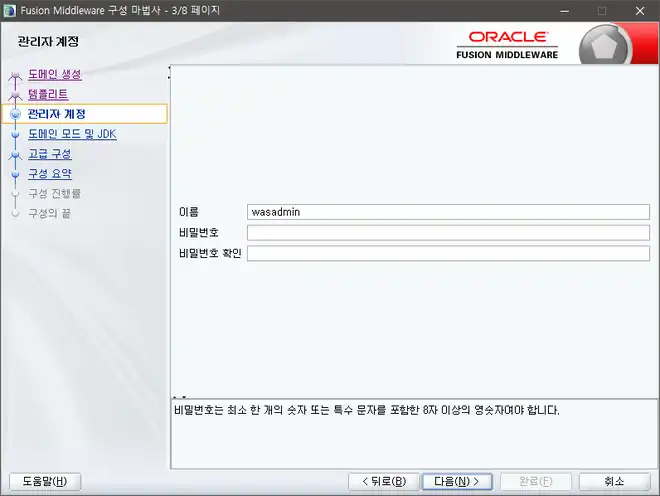 Fusion Middleware 구성 마법사 - 3/8 페이지
관리자 계정
ORACLE
FUSION MIDDLEWARE
도메인 생성
템플리트
관리자 계정
도메인 모드 및 JDK
고급 구성
구성 요약
구성 진행률
구성의 끝
이름 wasadmin
비밀번호
비밀번호 확인
비밀번호는 최소 한 개의 숫자 또는 특수 문자를 포함한 8자 이상의 영숫자여야 합니다.
도움말(H) < 뒤로(B) 다음(N) > 완료(F) 취소